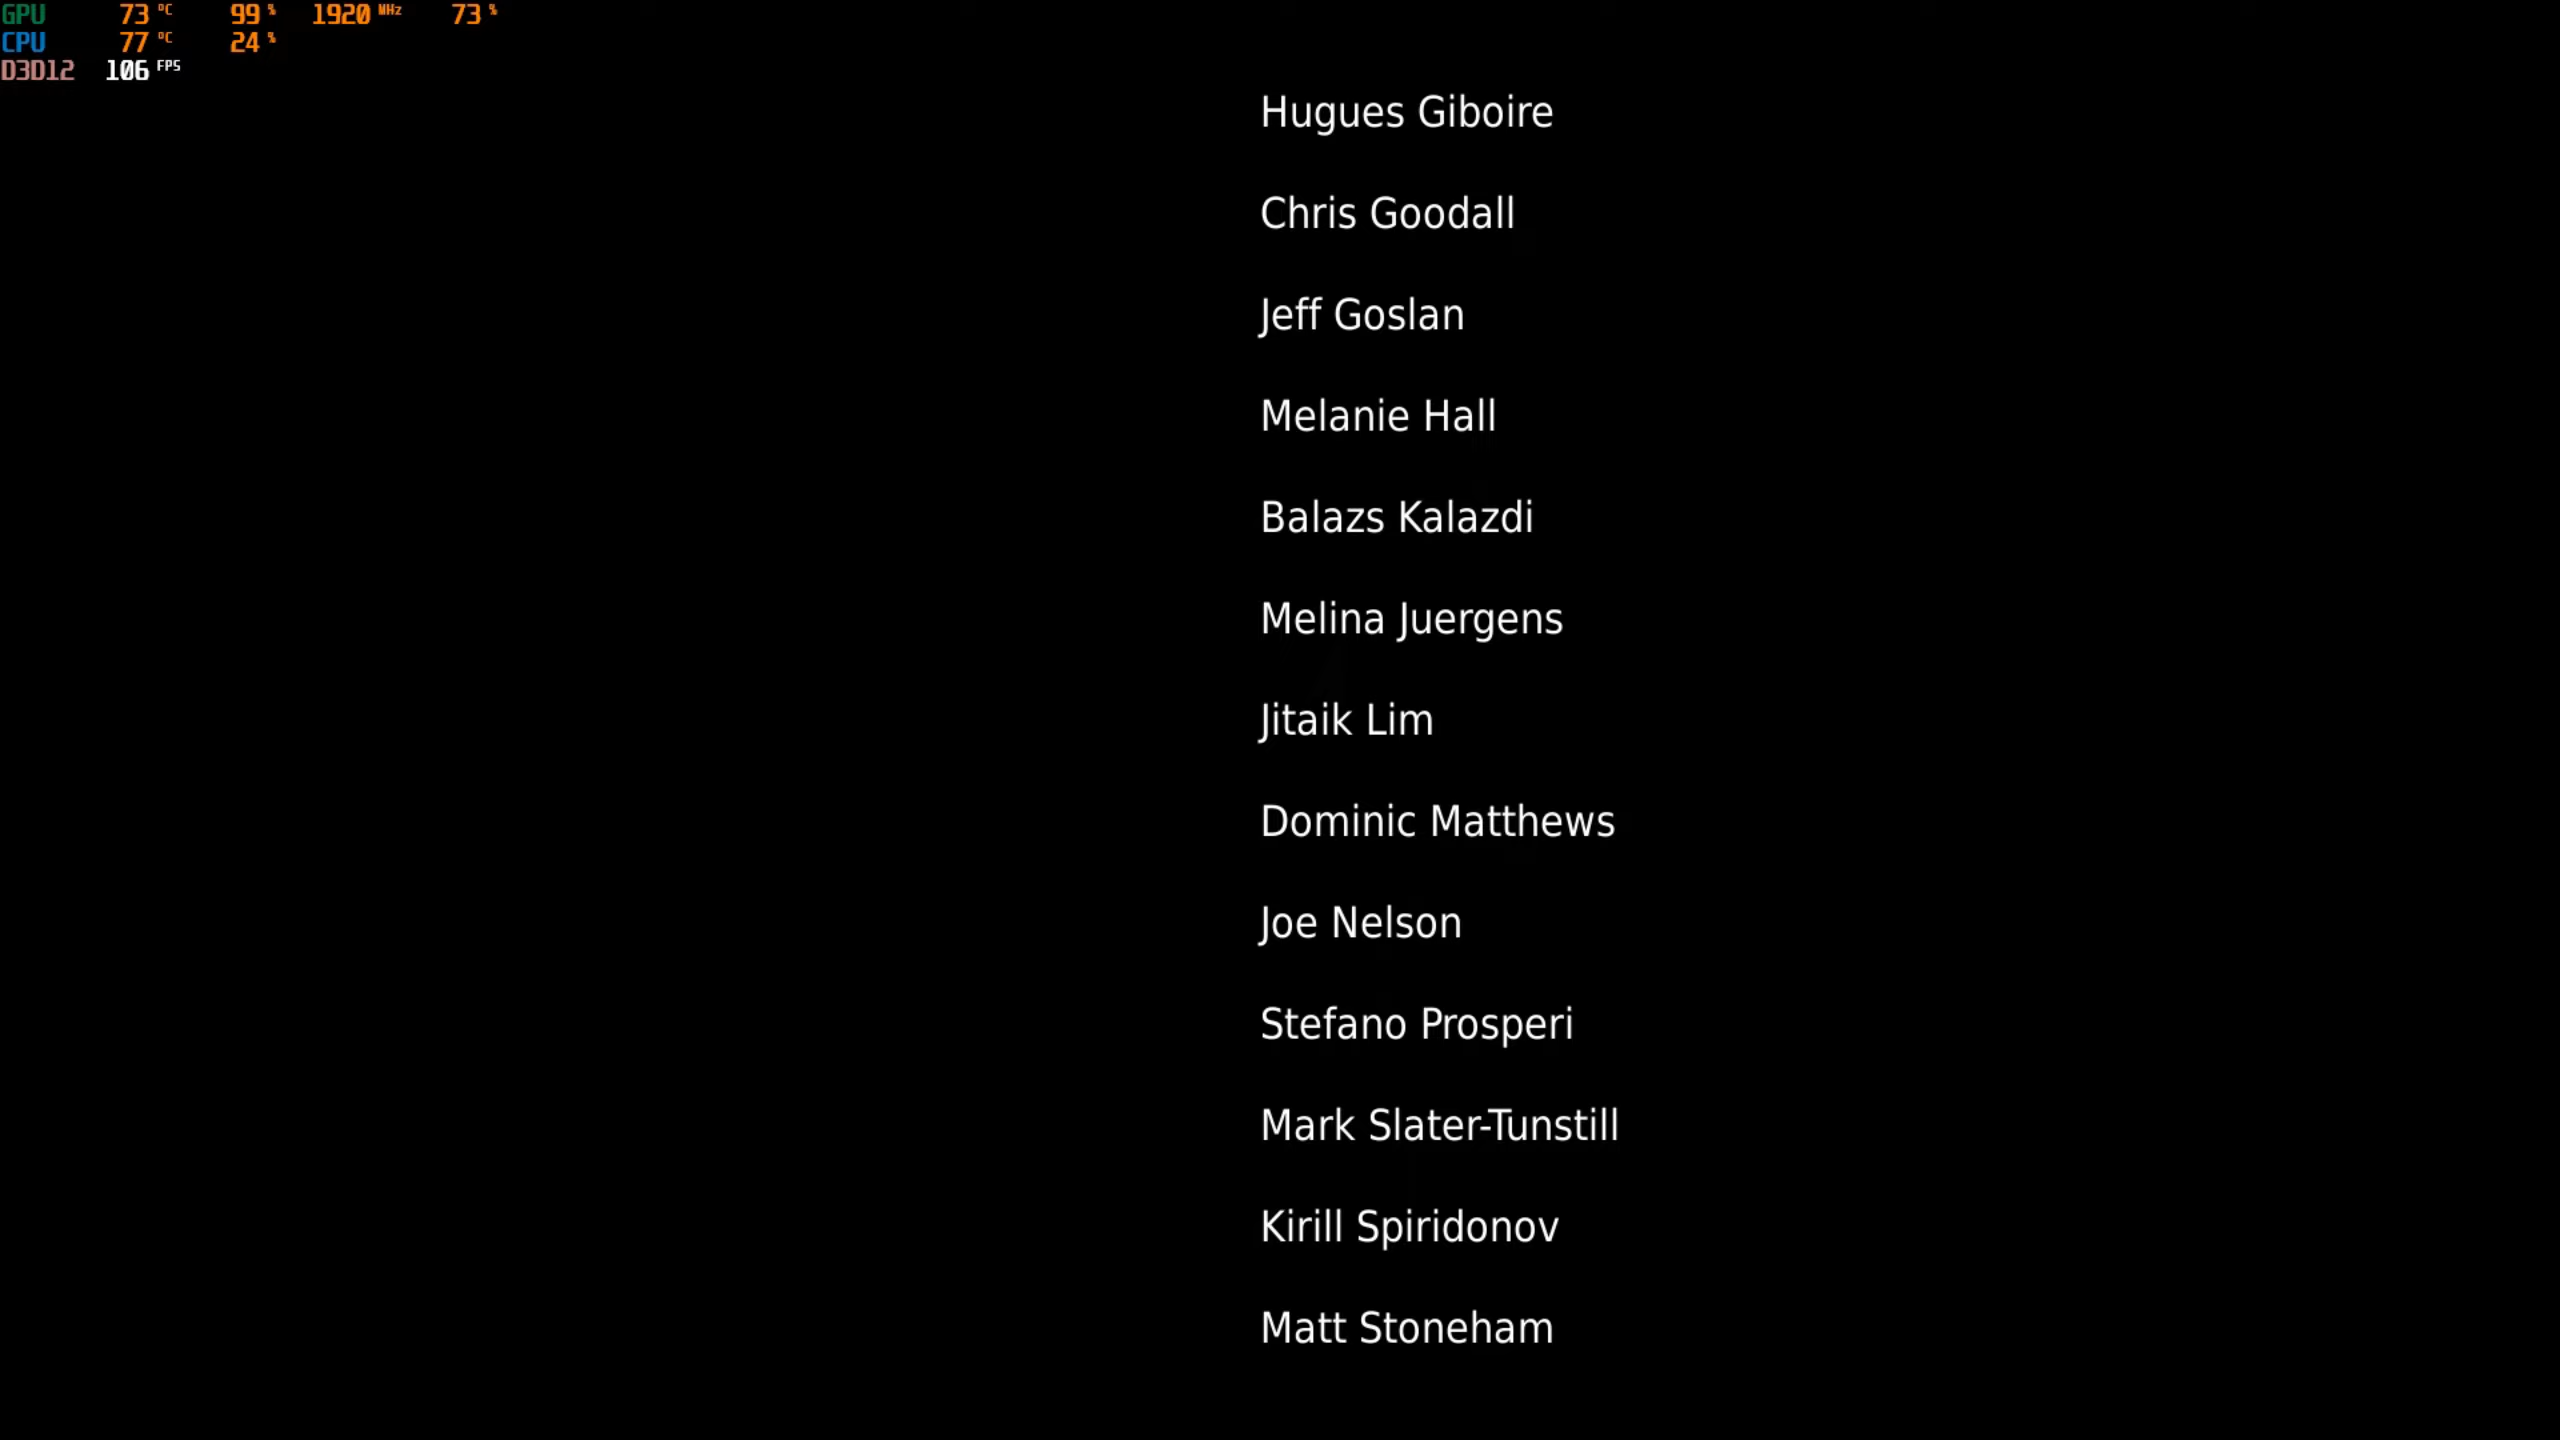 GPU 73 °C 99 % 1920 MHz 73 %
CPU 77 °C 24 %
D3D12 106 FPS
Hugues Giboire
Chris Goodall
Jeff Goslan
Melanie Hall
Balazs Kalazdi
Melina Juergens
Jitaik Lim
Dominic Matthews
Joe Nelson
Stefano Prosperi
Mark Slater-Tunstill
Kirill Spiridonov
Matt Stoneham